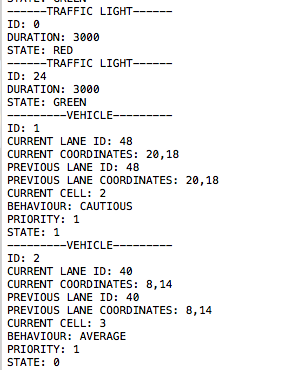 STATE: GREEN
------TRAFFIC LIGHT------
ID: 0
DURATION: 3000
STATE: RED
------TRAFFIC LIGHT------
ID: 24
DURATION: 3000
STATE: GREEN
---------VEHICLE---------
ID: 1
CURRENT LANE ID: 48
CURRENT COORDINATES: 20,18
PREVIOUS LANE ID: 48
PREVIOUS LANE COORDINATES: 20,18
CURRENT CELL: 2
BEHAVIOUR: CAUTIOUS
PRIORITY: 1
STATE: 1
---------VEHICLE---------
ID: 2
CURRENT LANE ID: 40
CURRENT COORDINATES: 8,14
PREVIOUS LANE ID: 40
PREVIOUS LANE COORDINATES: 8,14
CURRENT CELL: 3
BEHAVIOUR: AVERAGE
PRIORITY: 1
STATE: 0